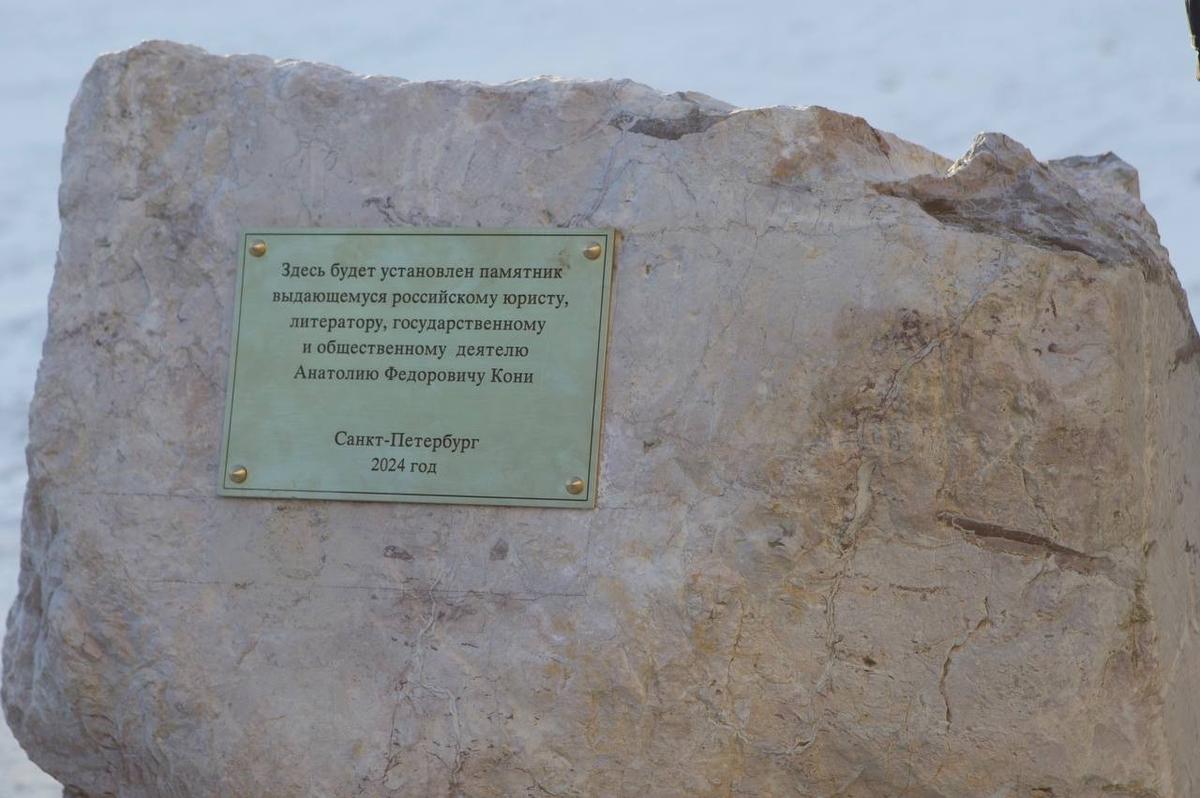 Здесь будет установлен памятник
выдающемуся российскому юристу,
литератору, государственному
и общественному деятелю
Анатолию Федоровичу Кони
Санкт-Петербург
2024 год